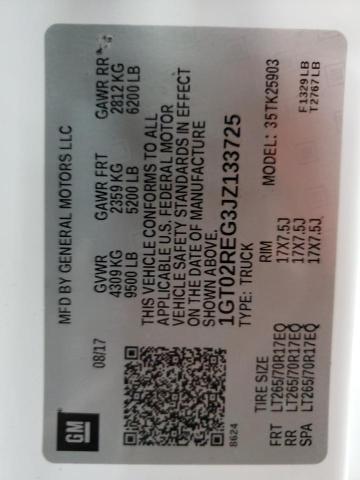 GM
MFD BY GENERAL MOTORS LLC
08/17
GVWR
4309 KG
9500 LB
GAWR FRT
2359 KG
5200 LB
GAWR RR
2812 KG
6200 LB
THIS VEHICLE CONFORMS TO ALL
APPLICABLE U.S. FEDERAL MOTOR
VEHICLE SAFETY STANDARDS IN EFFECT
ON THE DATE OF MANUFACTURE
SHOWN ABOVE.
1GT02REG3JZ133725
TYPE: TRUCK
MODEL: 35TK25903
8624
TIRE SIZE RIM
FRT LT265/70R17EQ 17X7.5J F1329LB
RR LT265/70R17EQ 17X7.5J T2767LB
SPA LT265/70R17EQ 17X7.5J